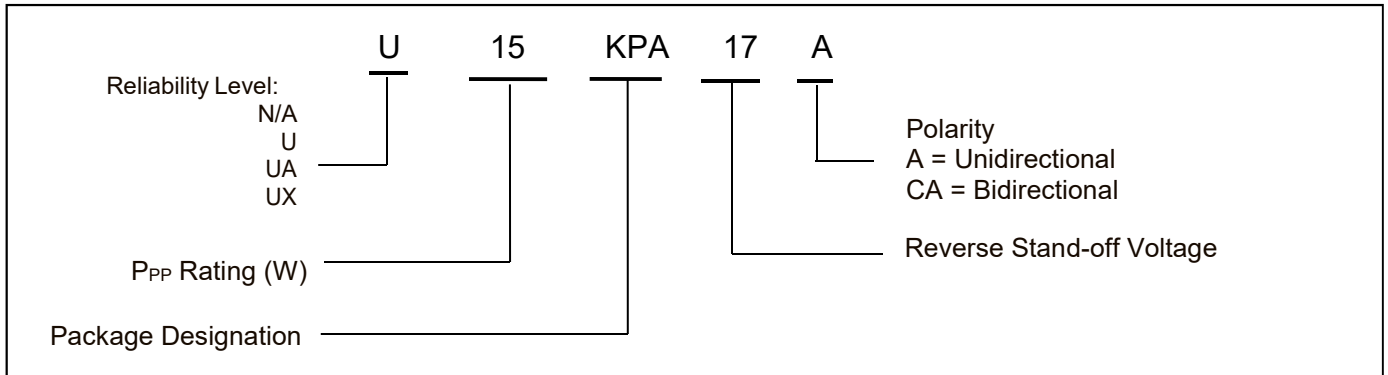 U 15 KPA 17 A
Reliability Level:
N/A
U
UA
UX
PPP Rating (W)
Package Designation
Polarity
A = Unidirectional
CA = Bidirectional
Reverse Stand-off Voltage